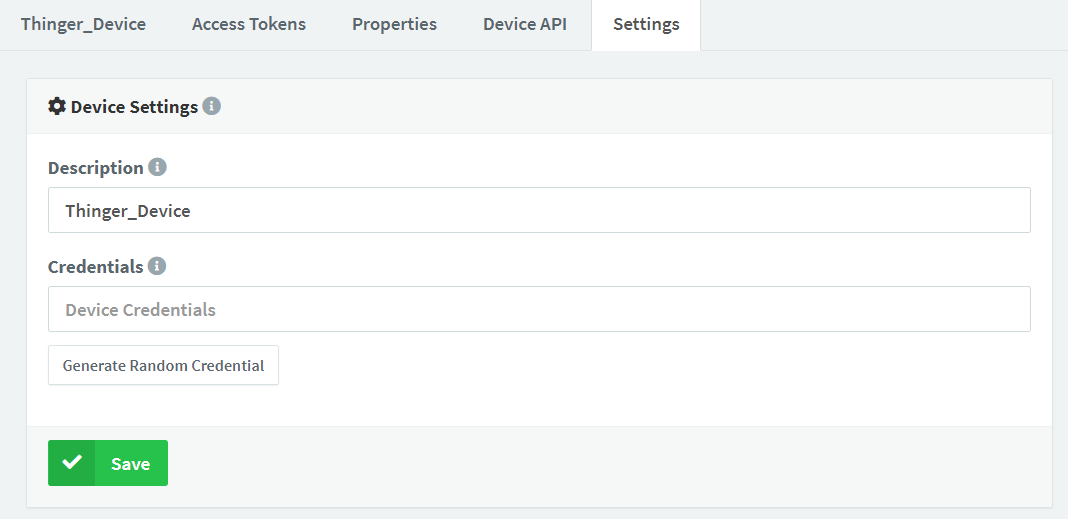 Thinger_Device Access Tokens Properties Device API Settings
Device Settings
Description
Thinger_Device
Credentials
Device Credentials
Generate Random Credential
Save